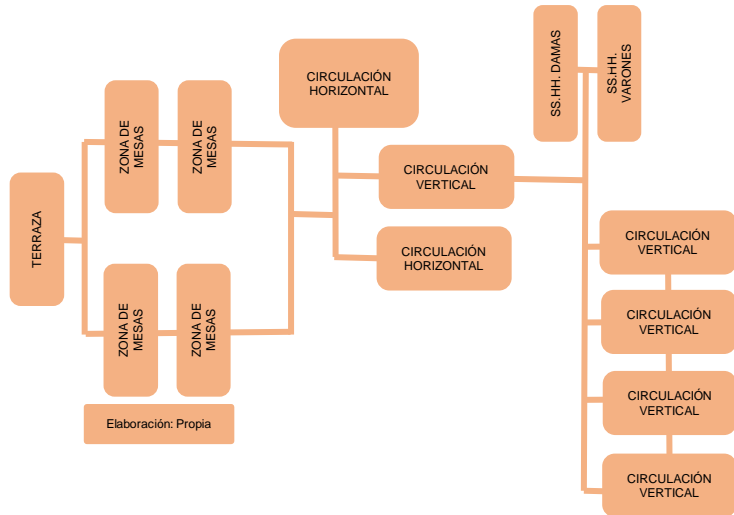 TERRAZA
ZONA DE
MESAS
ZONA DE
MESAS
ZONA DE
MESAS
ZONA DE
MESAS
Elaboración: Propia
CIRCULACIÓN
HORIZONTAL
CIRCULACIÓN
VERTICAL
CIRCULACIÓN
HORIZONTAL
SS.HH. DAMAS
SS.HH.
VARONES
CIRCULACIÓN
VERTICAL
CIRCULACIÓN
VERTICAL
CIRCULACIÓN
VERTICAL
CIRCULACIÓN
VERTICAL